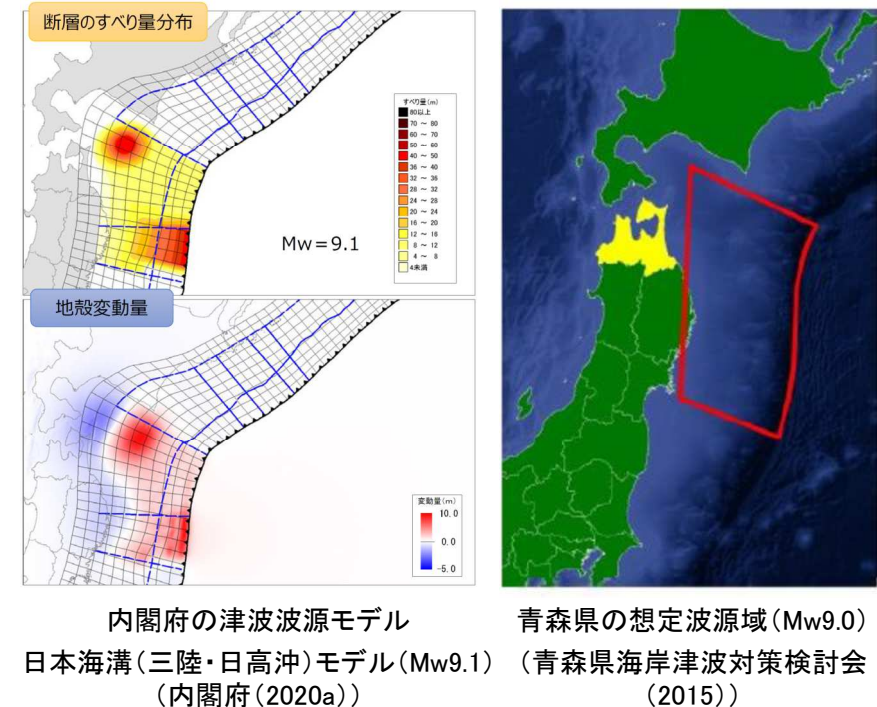 断層のすべり量分布
すべり量(m)
80以上
70 ～ 80
60 ～ 70
50 ～ 60
40 ～ 50
36 ～ 40
32 ～ 36
28 ～ 32
24 ～ 28
20 ～ 24
16 ～ 20
12 ～ 16
8 ～ 12
4 ～ 8
4未満
Mw＝9.1
地殻変動量
変動量(m)
10.0
0.0
-5.0
内閣府の津波波源モデル
日本海溝(三陸・日高沖)モデル(Mw9.1)
(内閣府(2020a))
青森県の想定波源域(Mw9.0)
(青森県海岸津波対策検討会
(2015))